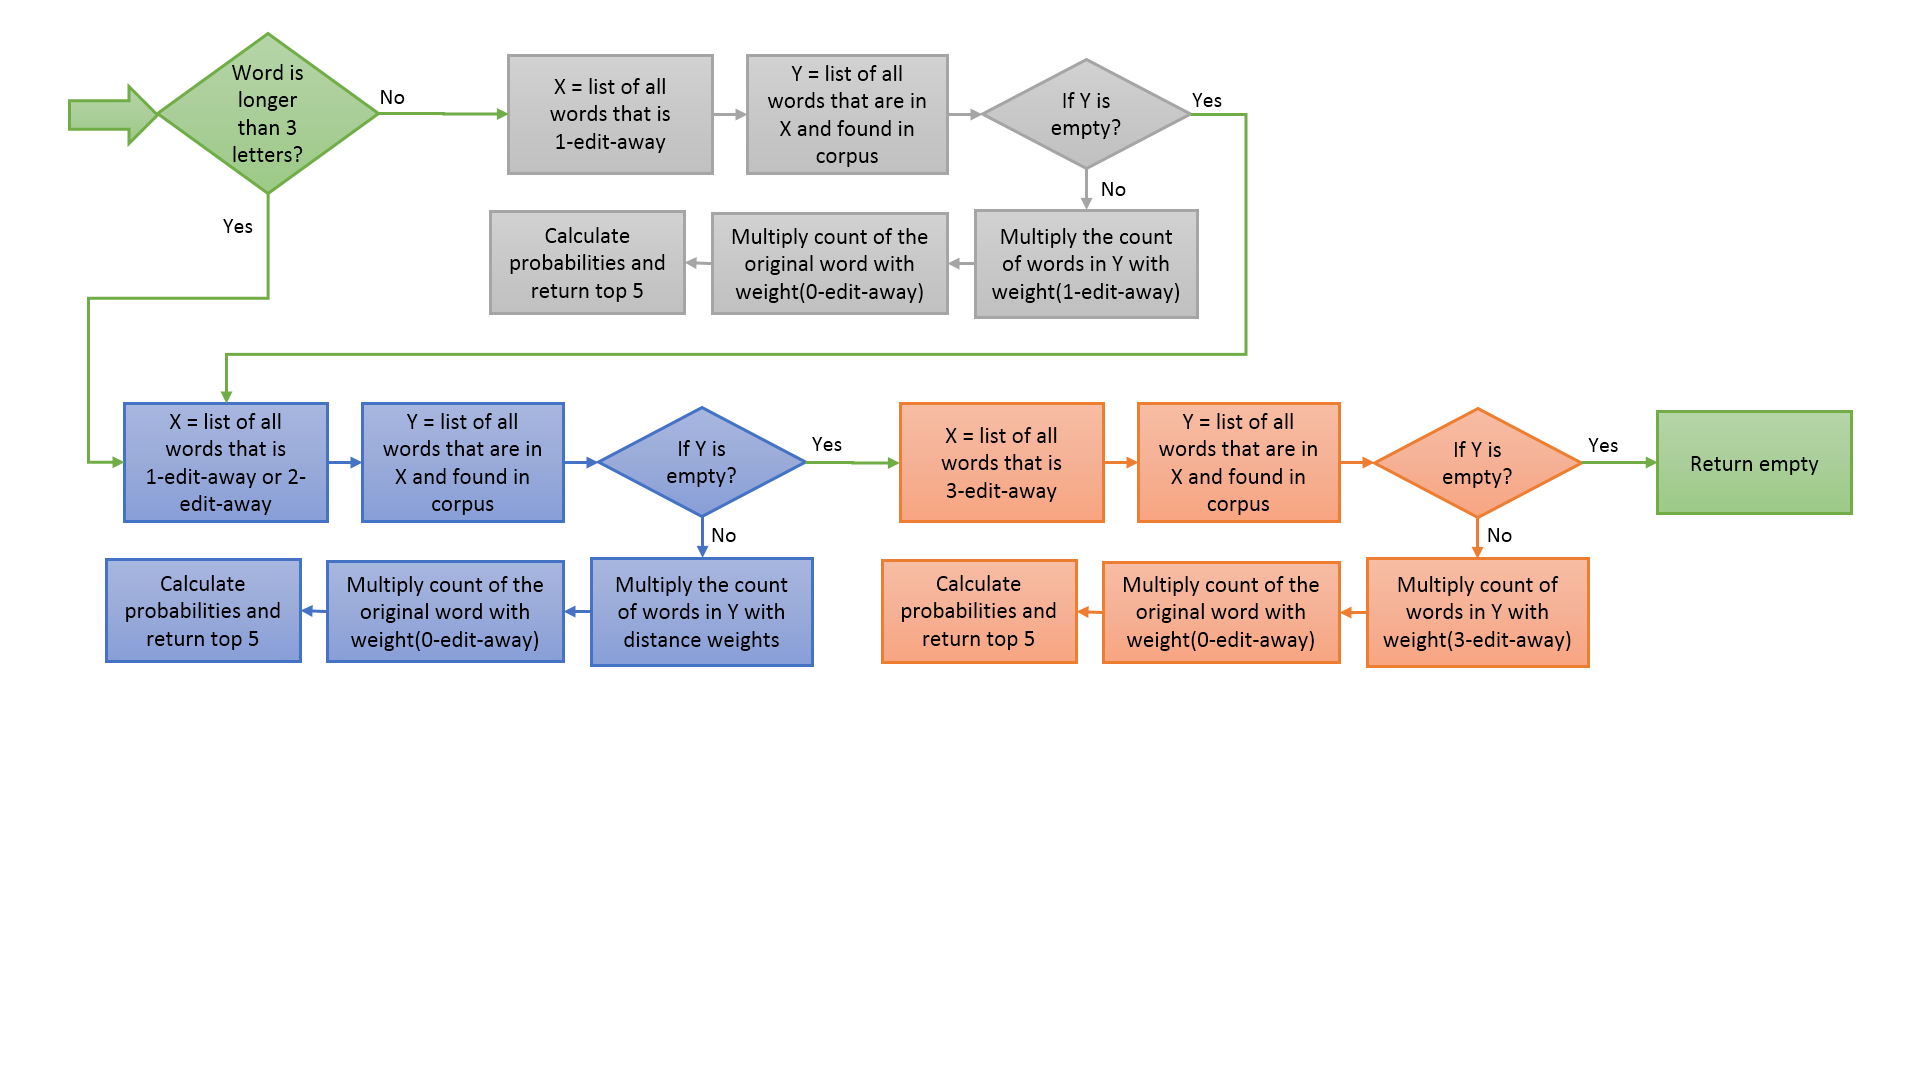 Word is
longer
than 3
letters?
No
X = list of all
words that is
1-edit-away
Y = list of all
words that are in
X and found in
corpus
If Y is
empty?
Yes
No
Yes
Calculate
probabilities and
return top 5
Multiply count of the
original word with
weight(0-edit-away)
Multiply the count
of words in Y with
weight(1-edit-away)
X = list of all
words that is
1-edit-away or 2-
edit-away
Y = list of all
words that are in
X and found in
corpus
If Y is
empty?
Yes
No
X = list of all
words that is
3-edit-away
Y = list of all
words that are in
X and found in
corpus
If Y is
empty?
Yes
No
Return empty
Calculate
probabilities and
return top 5
Multiply count of the
original word with
weight(0-edit-away)
Multiply the count
of words in Y with
distance weights
Calculate
probabilities and
return top 5
Multiply count of the
original word with
weight(0-edit-away)
Multiply count of
words in Y with
weight(3-edit-away)